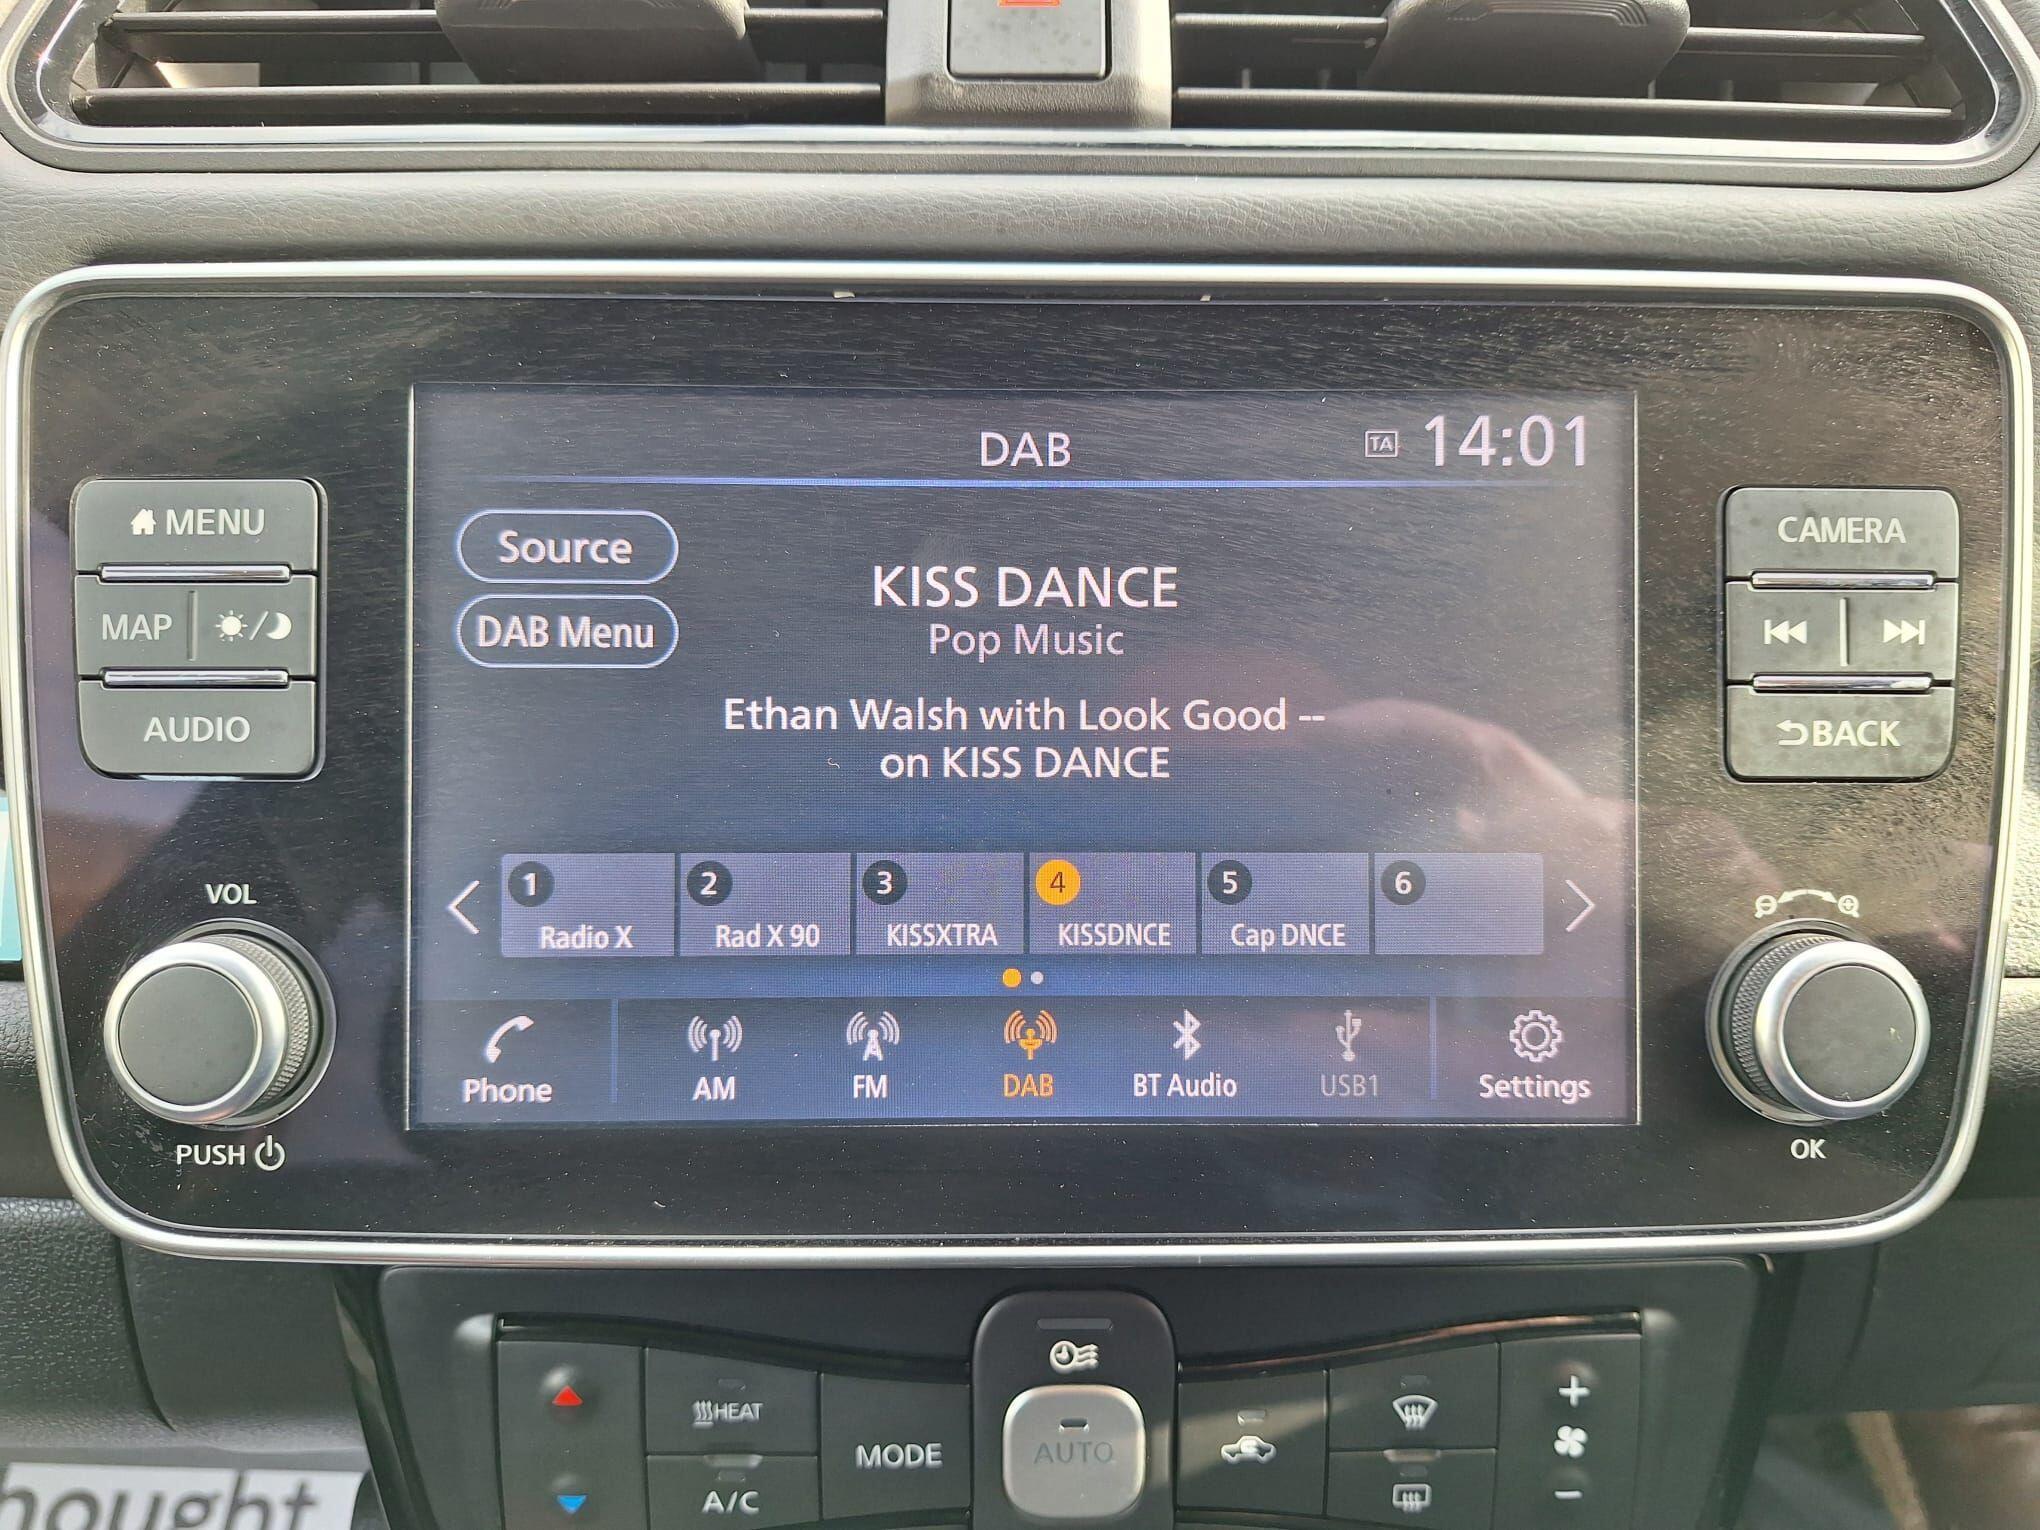 DAB
TA 14:01
MENU
MAP
AUDIO
Source
DAB Menu
KISS DANCE
Pop Music
Ethan Walsh with Look Good --
on KISS DANCE
CAMERA
BACK
1 Radio X
2 Rad X 90
3 KISSXTRA
4 KISSDNCE
5 Cap DNCE
6
Phone
AM
FM
DAB
BT Audio
USB1
Settings
VOL
PUSH
OK
HEAT
A/C
MODE
AUTO
+
-